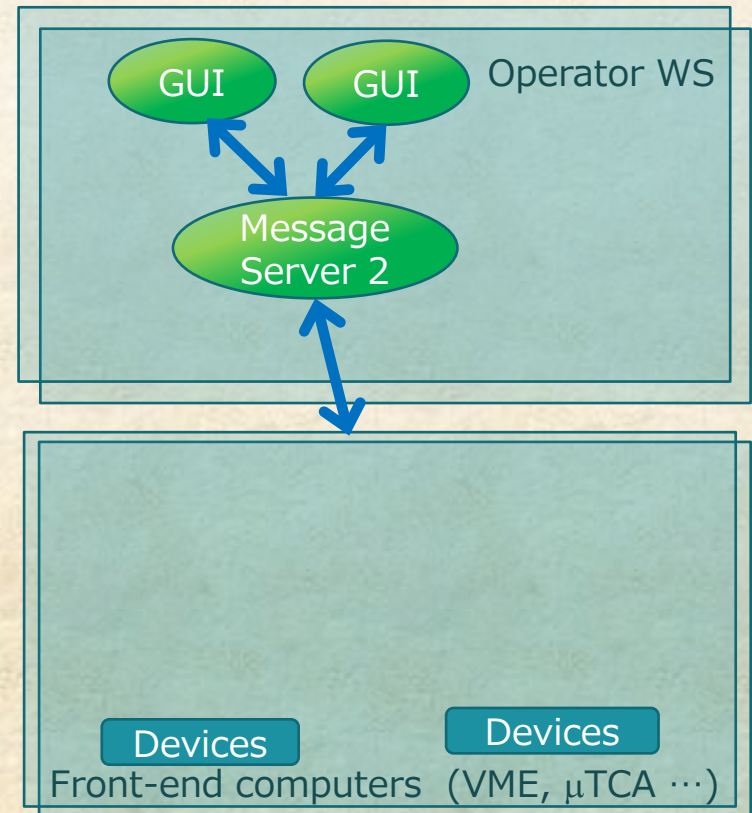 GUI
GUI
Operator WS
Message
Server 2
Devices
Devices
Front-end computers (VME, μTCA ⋯)